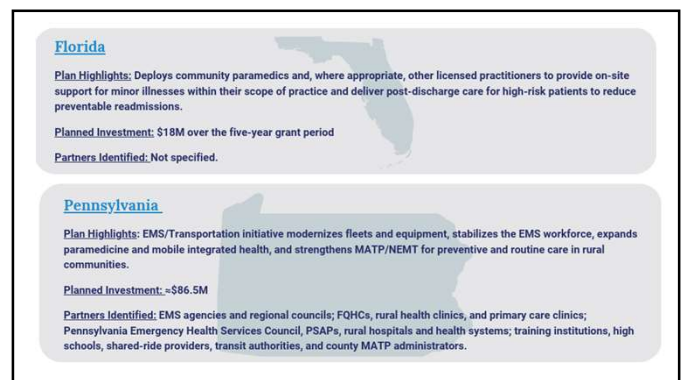 Florida
Plan Highlights: Deploys community paramedics and, where appropriate, other licensed practitioners to provide on-site
support for minor illnesses within their scope of practice and deliver post-discharge care for high-risk patients to reduce
preventable readmissions.
Planned Investment: $18M over the five-year grant period
Partners Identified: Not specified.
Pennsylvania
Plan Highlights: EMS/Transportation initiative modernizes fleets and equipment, stabilizes the EMS workforce, expands
paramedicine and mobile integrated health, and strengthens MATP/NEMT for preventive and routine care in rural
communities.
Planned Investment: ≈$86.5M
Partners Identified: EMS agencies and regional councils; FQHCs, rural health clinics, and primary care clinics;
Pennsylvania Emergency Health Services Council, PSAPs, rural hospitals and health systems; training institutions, high
schools, shared-ride providers, transit authorities, and county MATP administrators.